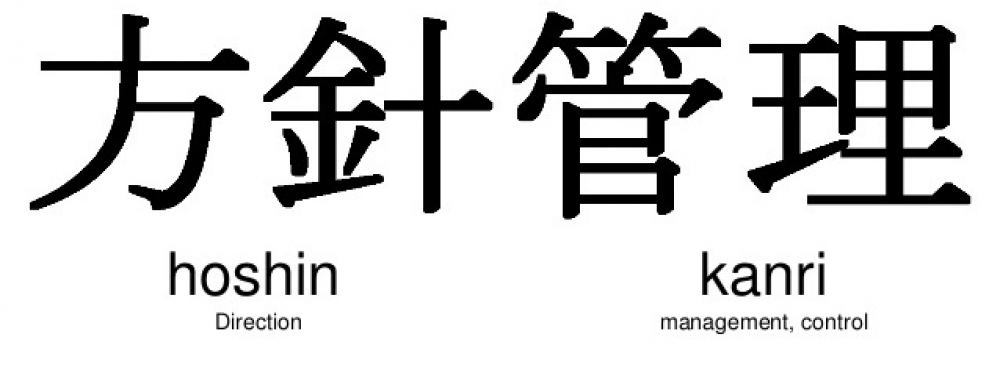 方針管理
hoshin kanri
Direction management, control